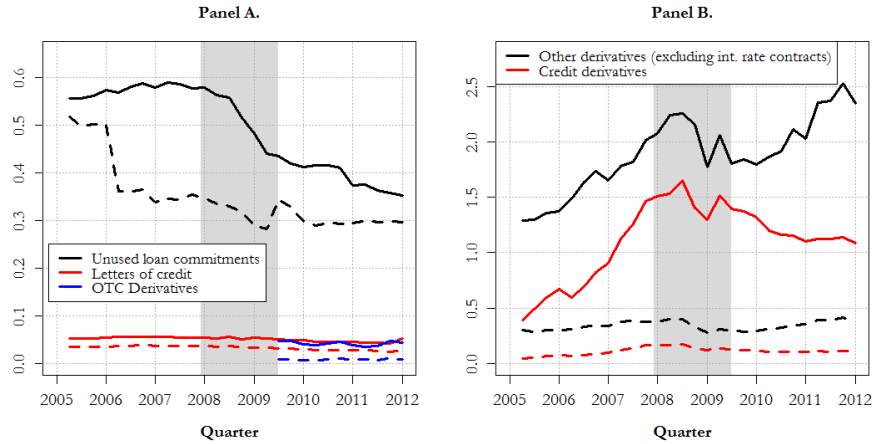 Panel A.
0.0 0.1 0.2 0.3 0.4 0.5 0.6
Unused loan commitments
Letters of credit
OTC Derivatives
2005 2006 2007 2008 2009 2010 2011 2012
Quarter
Panel B.
0.0 0.5 1.0 1.5 2.0 2.5
Other derivatives (excluding int. rate contracts)
Credit derivatives
2005 2006 2007 2008 2009 2010 2011 2012
Quarter